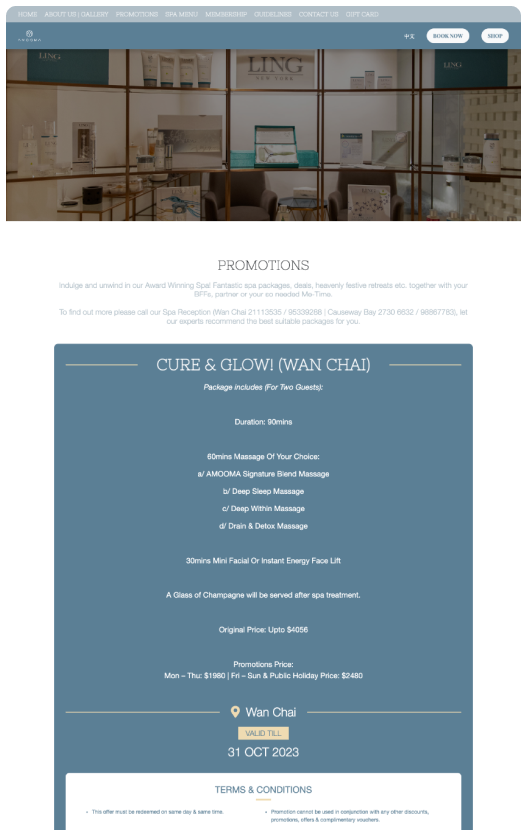 HOME ABOUT US | GALLERY PROMOTIONS SPA MENU MEMBERSHIP GUIDELINES CONTACT US GIFT CARD
AMOOMA
中文 BOOK NOW SHOP
LING LING LING
NEW YORK
PROMOTIONS
Indulge and unwind in our Award Winning Spa! Fantastic spa packages, deals, heavenly festive retreats etc. together with your
BFFs, partner or your so needed Me-Time.
To find out more please call our Spa Reception (Wan Chai 21113536 / 95339266 | Causeway Bay 2730 6632 / 98867783), let
our experts recommend the best suitable packages for you.
CURE & GLOW! (WAN CHAI)
Package includes (For Two Guests):
Duration: 90mins
60mins Massage Of Your Choice:
a/ AMOOMA Signature Blend Massage
b/ Deep Sleep Massage
c/ Deep Within Massage
d/ Drain & Detox Massage
30mins Mini Facial Or Instant Energy Face Lift
A Glass of Champagne will be served after spa treatment.
Original Price: Upto $4056
Promotions Price:
Mon – Thu: $1980 | Fri – Sun & Public Holiday Price: $2480
Wan Chai
VALID TILL
31 OCT 2023
TERMS & CONDITIONS
• This offer must be redeemed on same day & same time.
• Promotion cannot be used in conjunction with any other discounts,
promotions, offers & complimentary vouchers.